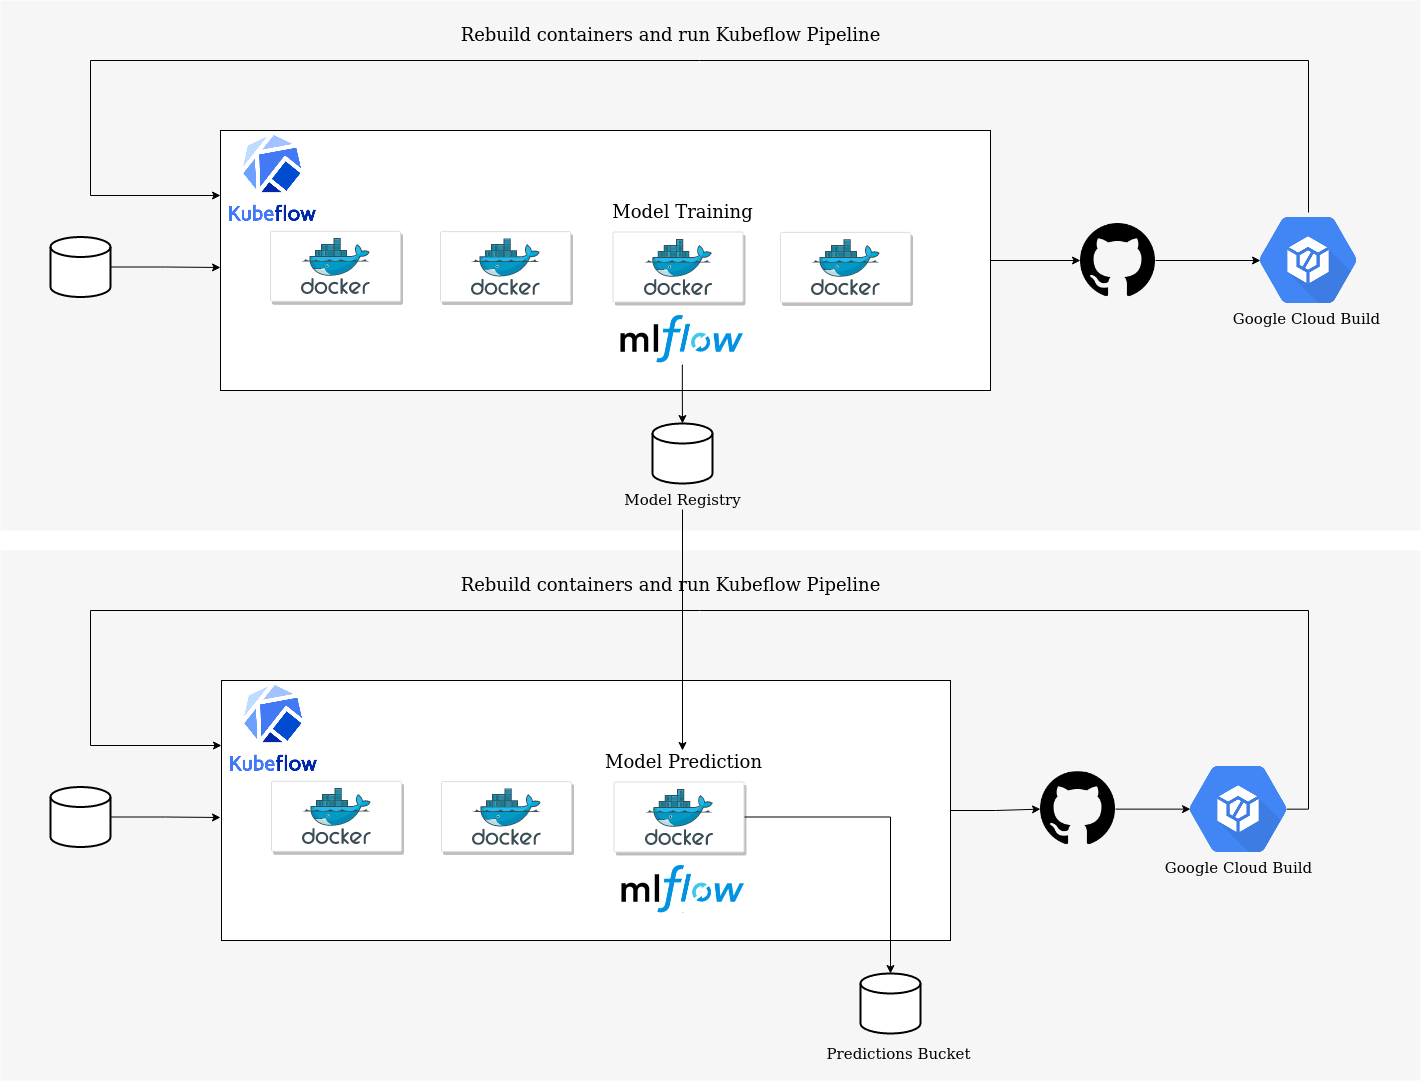 Rebuild containers and run Kubeflow Pipeline
Kubeflow
Model Training
docker
docker
docker
docker
mlflow
Google Cloud Build
Model Registry
Rebuild containers and run Kubeflow Pipeline
Kubeflow
Model Prediction
docker
docker
docker
mlflow
Google Cloud Build
Predictions Bucket